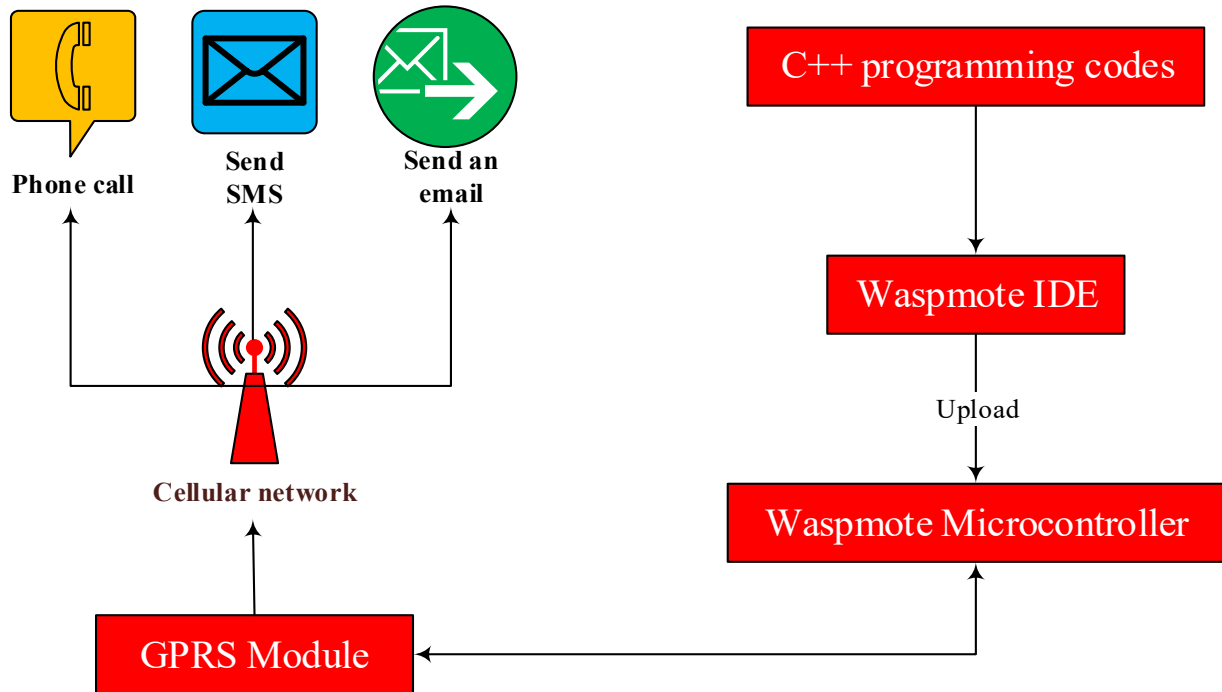 Phone call
Send
SMS
Send an
email
Cellular network
GPRS Module
C++ programming codes
Waspmote IDE
Upload
Waspmote Microcontroller